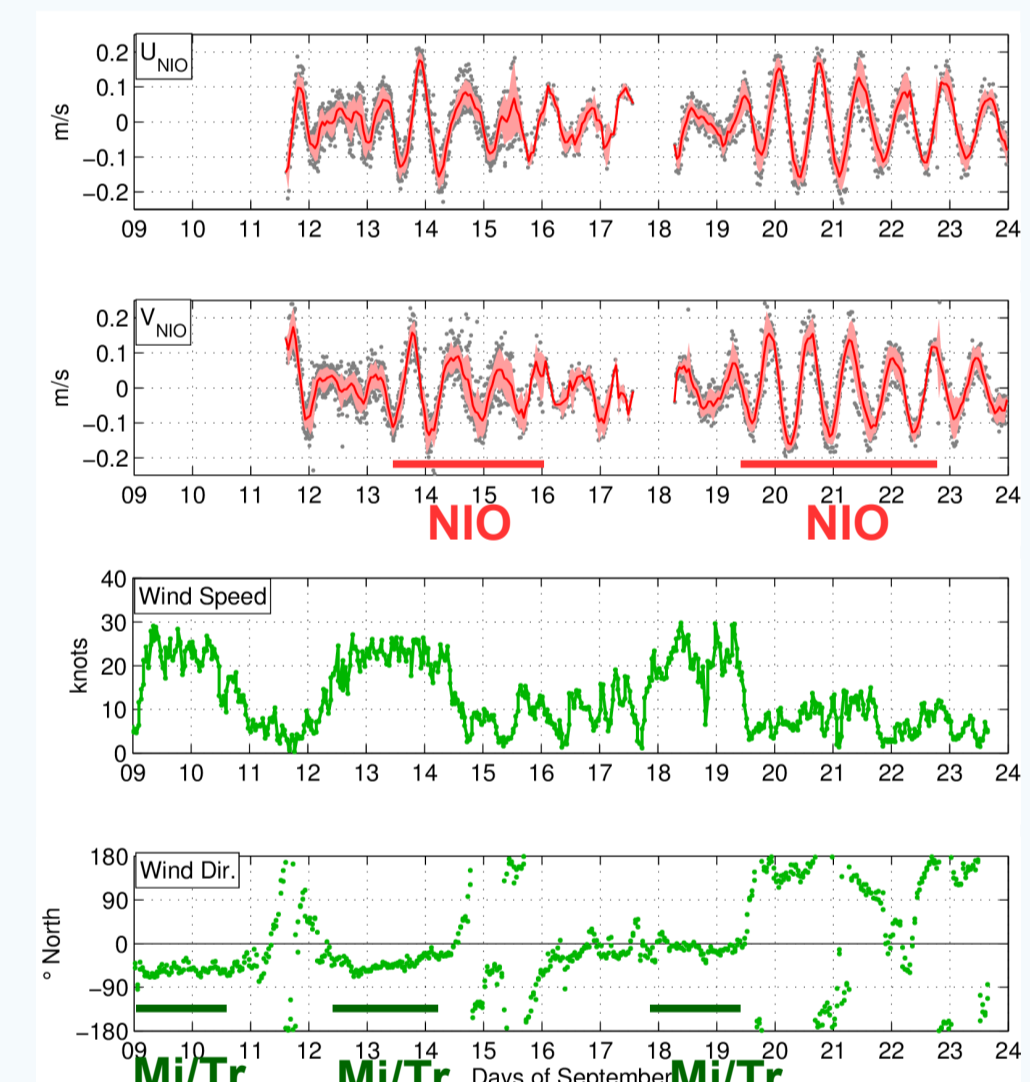 U_NIO
m/s
0.2
0.1
0
−0.1
−0.2
09 10 11 12 13 14 15 16 17 18 19 20 21 22 23 24
V_NIO
m/s
0.2
0.1
0
−0.1
−0.2
09 10 11 12 13 14 15 16 17 18 19 20 21 22 23 24
NIO NIO
Wind Speed
knots
40
30
20
10
0
09 10 11 12 13 14 15 16 17 18 19 20 21 22 23 24
Wind Dir.
° North
180
90
0
−90
−180
09 10 11 12 13 14 15 16 17 18 19 20 21 22 23 24
Mi/Tr Mi/Tr Days of September Mi/Tr